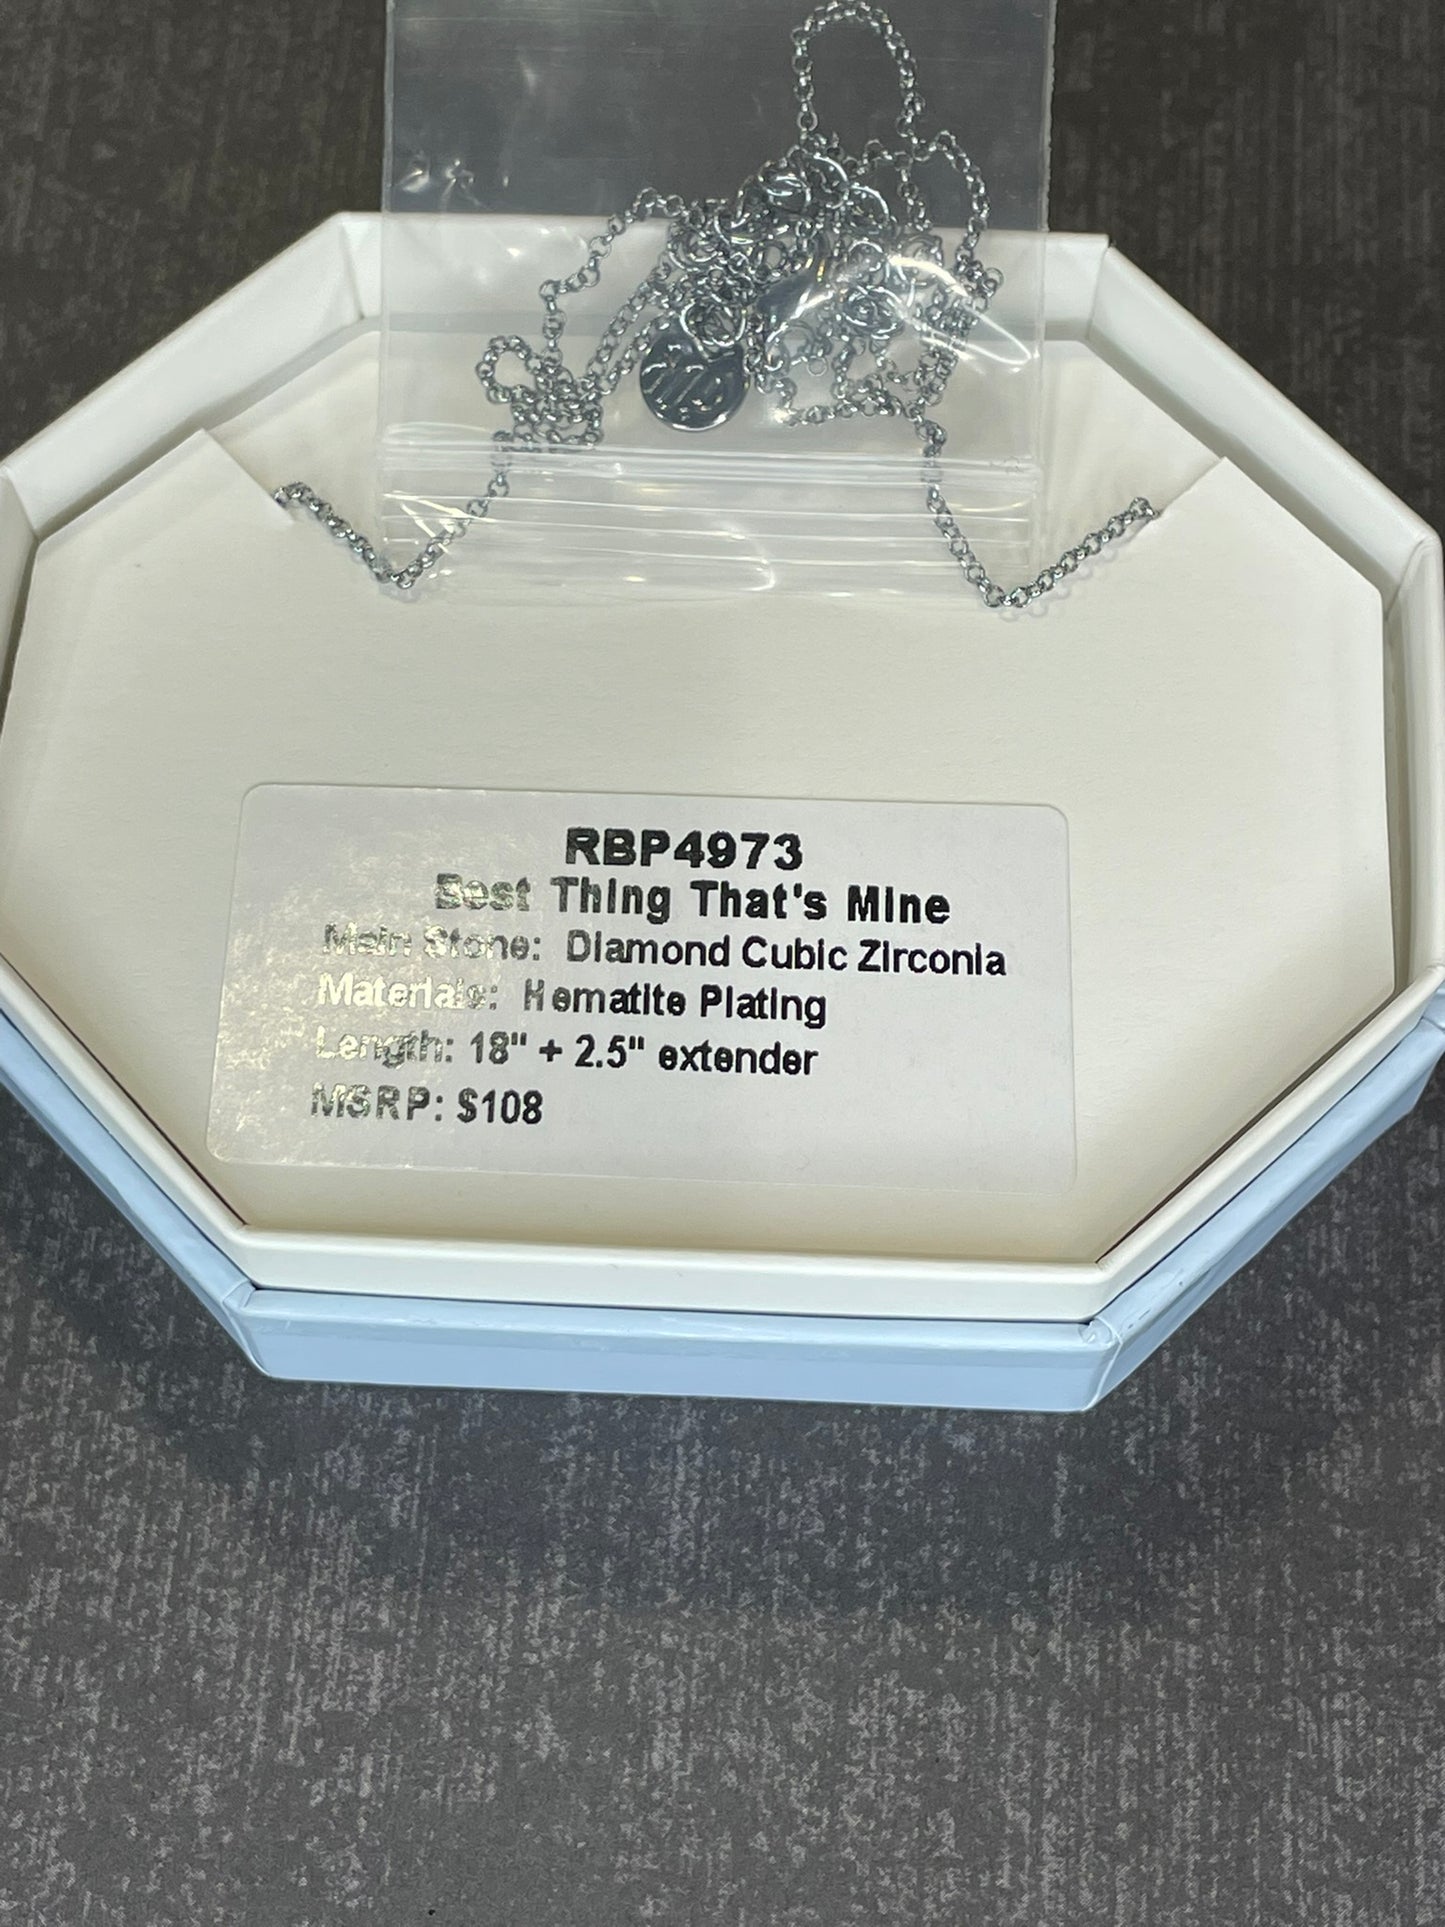 RBP4973
Best Thing That's Mine
Main Stone: Diamond Cubic Zirconia
Materials: Hematite Plating
Length: 18" + 2.5" extender
MSRP: $108